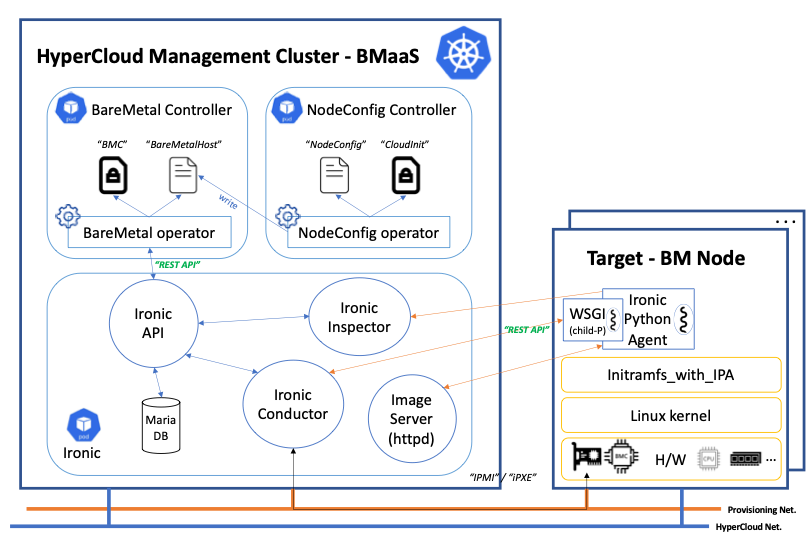 HyperCloud Management Cluster - BMaaS
BareMetal Controller
pod
"BMC"
"BareMetalHost"
BareMetal operator
NodeConfig Controller
pod
"NodeConfig"
"CloudInit"
write
NodeConfig operator
"REST API"
Ironic
API
Ironic
Inspector
Ironic
Conductor
Image
Server
(httpd)
Maria
DB
pod
Ironic
"REST API"
"IPMI" / "iPXE"
...
Target - BM Node
WSGI
(child-P)
Ironic
Python
Agent
Initramfs_with_IPA
Linux kernel
BMC
H/W
CPU
...
Provisioning Net.
HyperCloud Net.